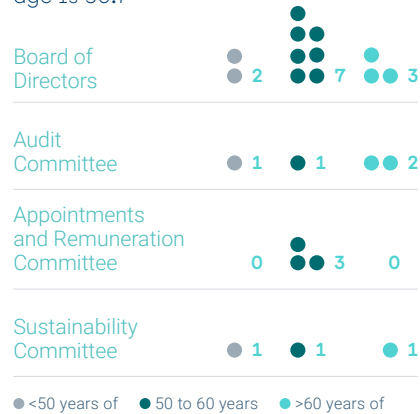 Board of
Directors
2 7 3
Audit
Committee
1 1 2
Appointments
and Remuneration
Committee
0 3 0
Sustainability
Committee
1 1 1
<50 years of 50 to 60 years >60 years of